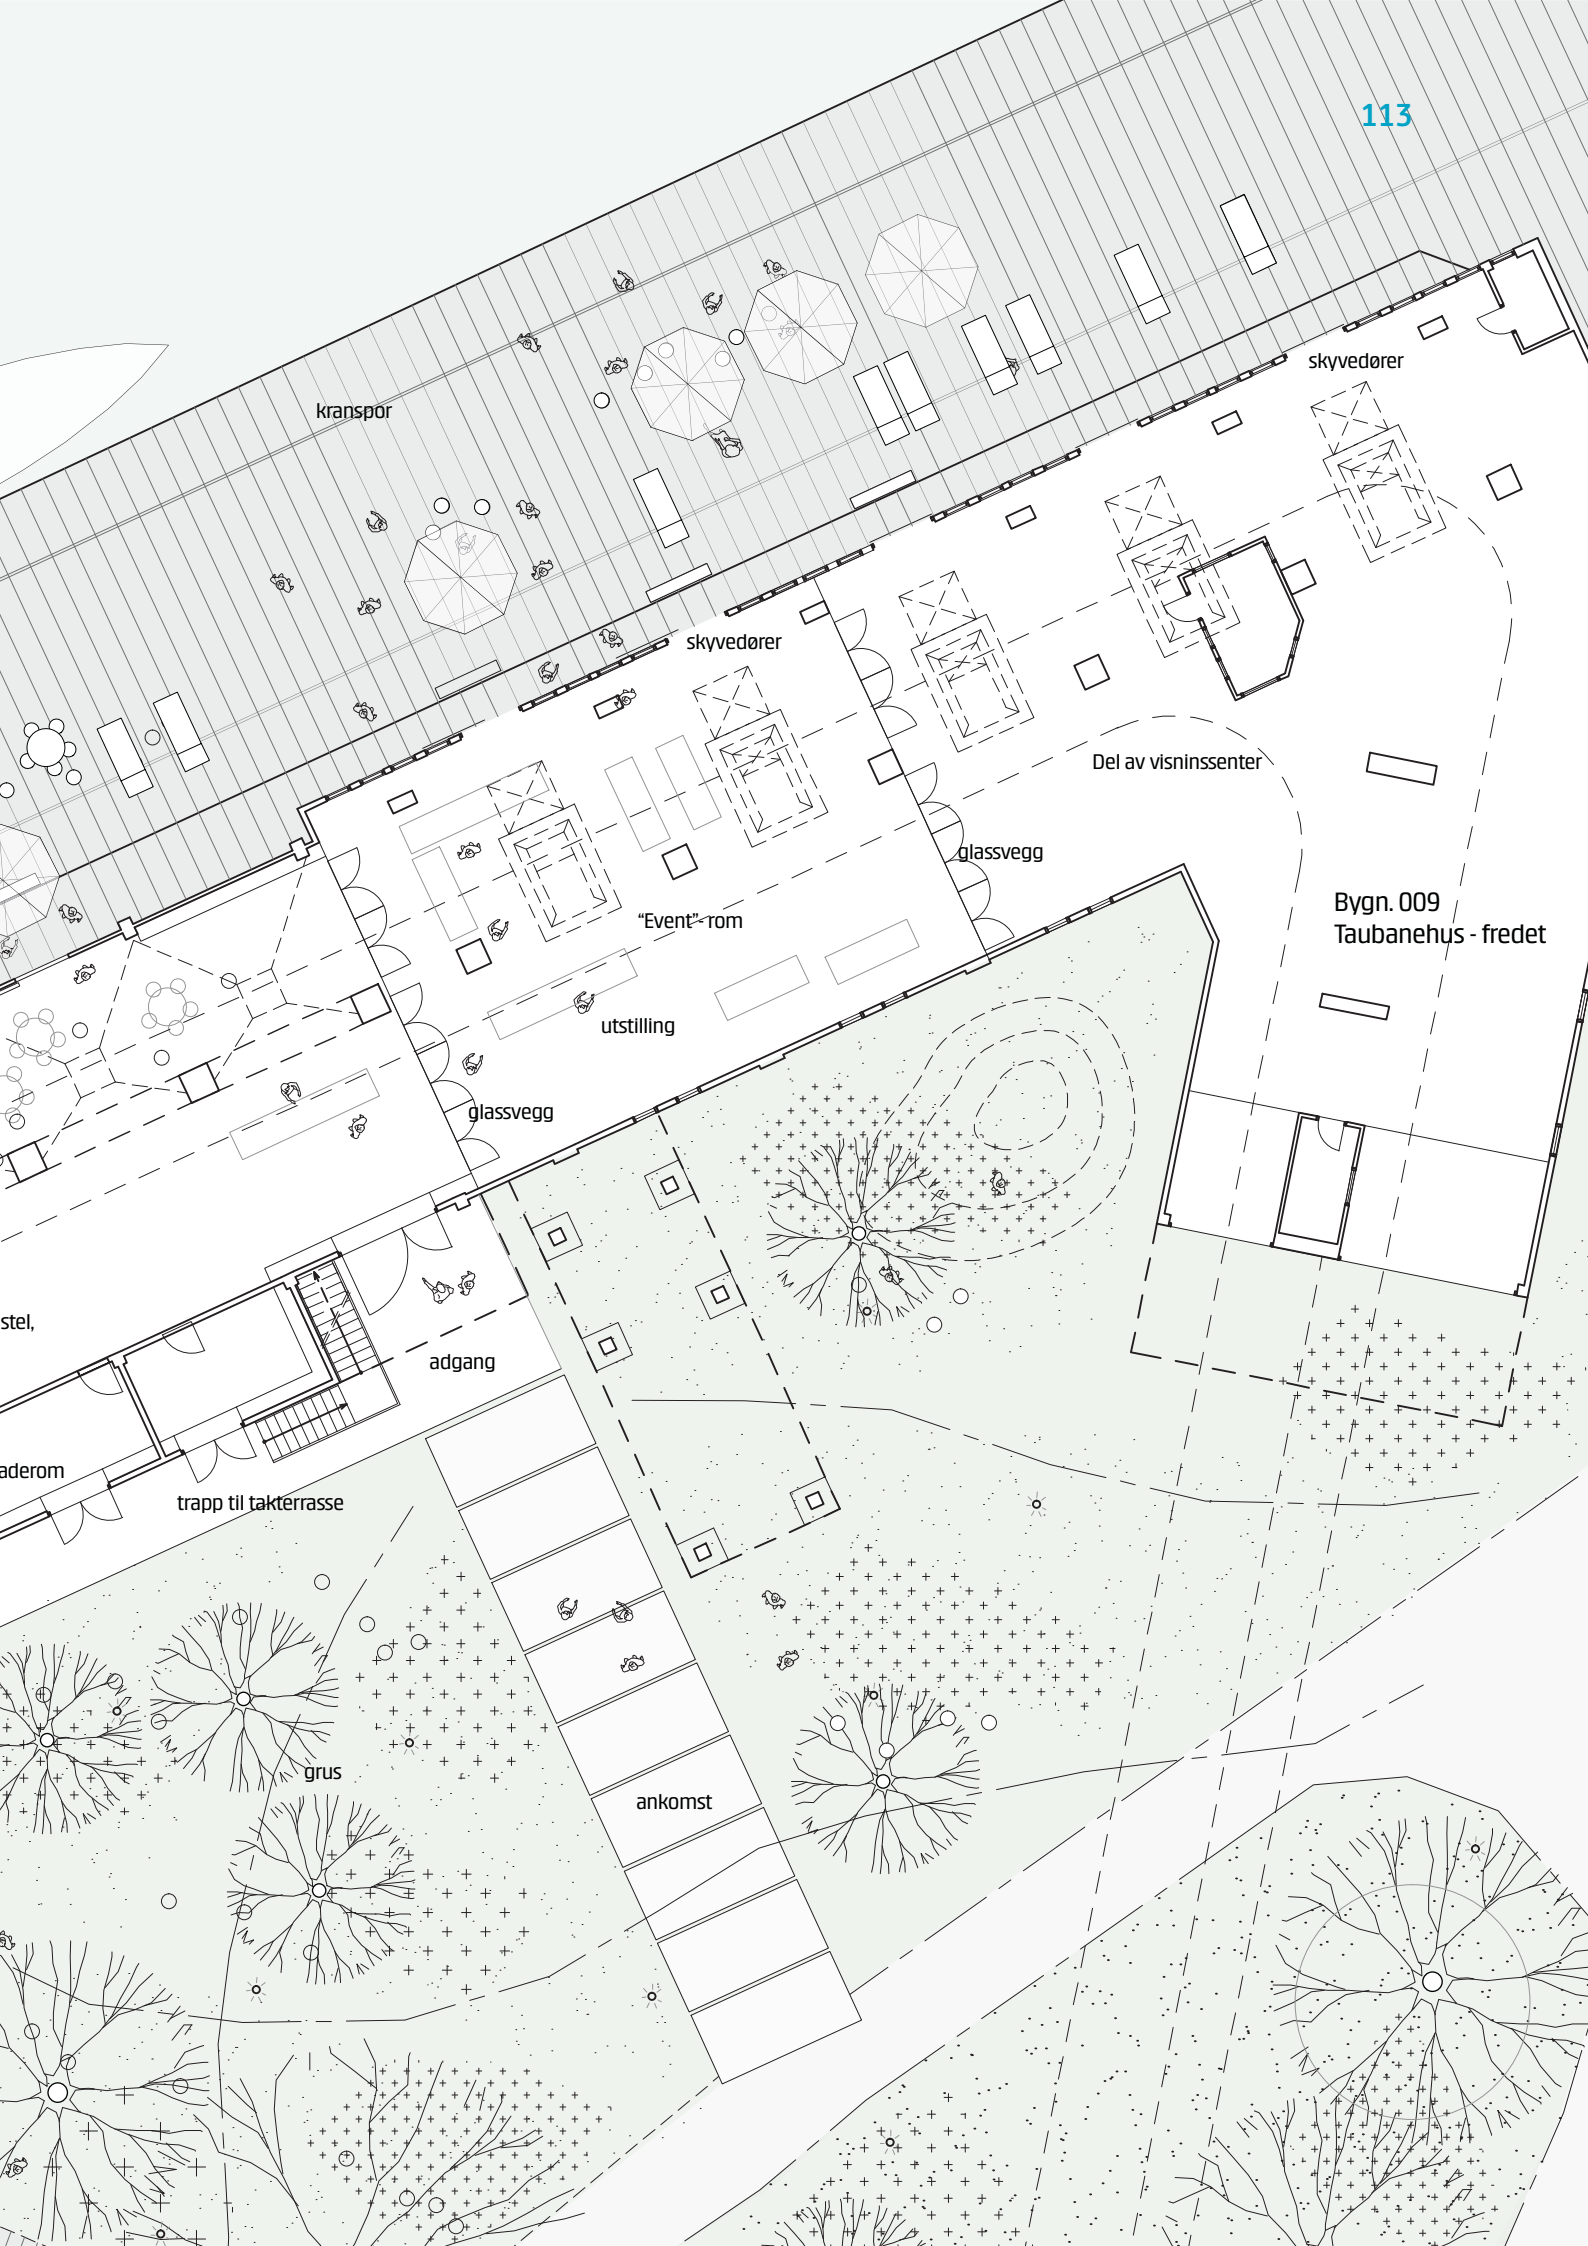 113
skyvedører
kranspor
skyvedører
Del av visninssenter
glassvegg
Bygn. 009
Taubanehus - fredet
“Event”- rom
utstilling
glassvegg
stel,
adgang
aderom
trapp til takterrasse
grus
ankomst